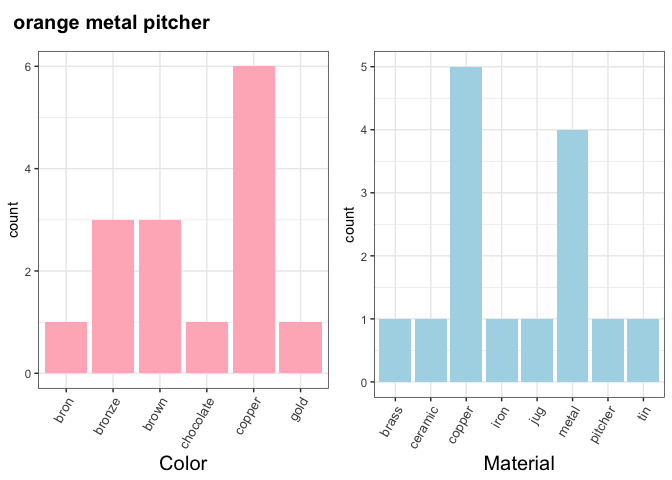 orange metal pitcher
count
6
4
2
0
bron
bronze
brown
chocolate
copper
gold
Color
count
5
4
3
2
1
0
brass
ceramic
copper
iron
jug
metal
pitcher
tin
Material